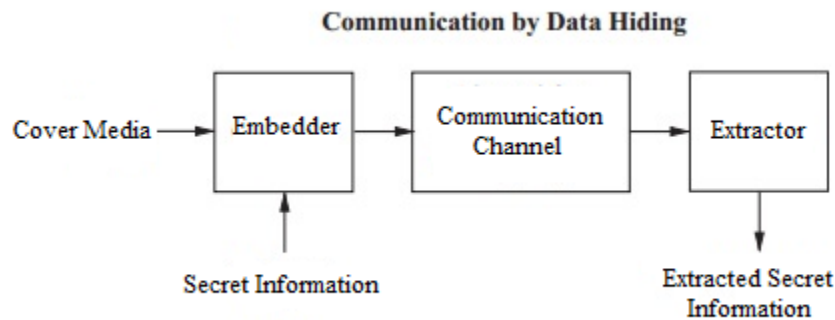 Communication by Data Hiding
Cover Media
Embedder
Communication
Channel
Extractor
Secret Information
Extracted Secret
Information